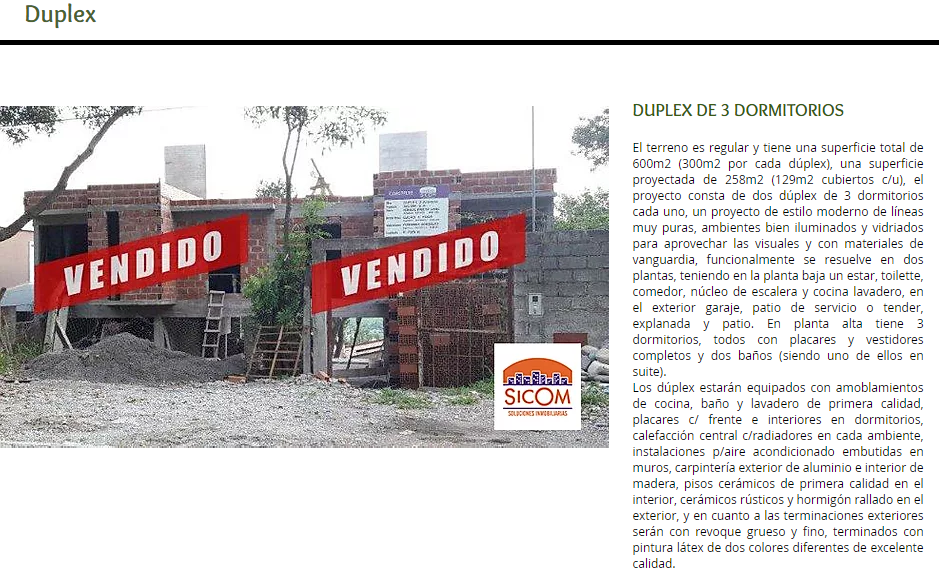 Duplex
DUPLEX DE 3 DORMITORIOS
El terreno es regular y tiene una superficie total de
600m2 (300m2 por cada dúplex), una superficie
proyectada de 258m2 (129m2 cubiertos c/u), el
proyecto consta de dos dúplex de 3 dormitorios
cada uno, un proyecto de estilo moderno de líneas
muy puras, ambientes bien iluminados y vidriados
para aprovechar las visuales y con materiales de
vanguardia, funcionalmente se resuelve en dos
plantas, teniendo en la planta baja un estar, toilette,
comedor, núcleo de escalera y cocina lavadero, en
el exterior garaje, patio de servicio o tender,
explanada y patio. En planta alta tiene 3
dormitorios, todos con placares y vestidores
completos y dos baños (siendo uno de ellos en
suite).
Los dúplex estarán equipados con amoblamientos
de cocina, baño y lavadero de primera calidad,
placares c/ frente e interiores en dormitorios,
calefacción central c/radiadores en cada ambiente,
instalaciones p/aire acondicionado embutidas en
muros, carpintería exterior de aluminio e interior de
madera, pisos cerámicos de primera calidad en el
interior, cerámicos rústicos y hormigón rallado en el
exterior, y en cuanto a las terminaciones exteriores
serán con revoque grueso y fino, terminados con
pintura látex de dos colores diferentes de excelente
calidad.
VENDIDO
VENDIDO
SICOM
SOLUCIONES INMOBILIARIAS